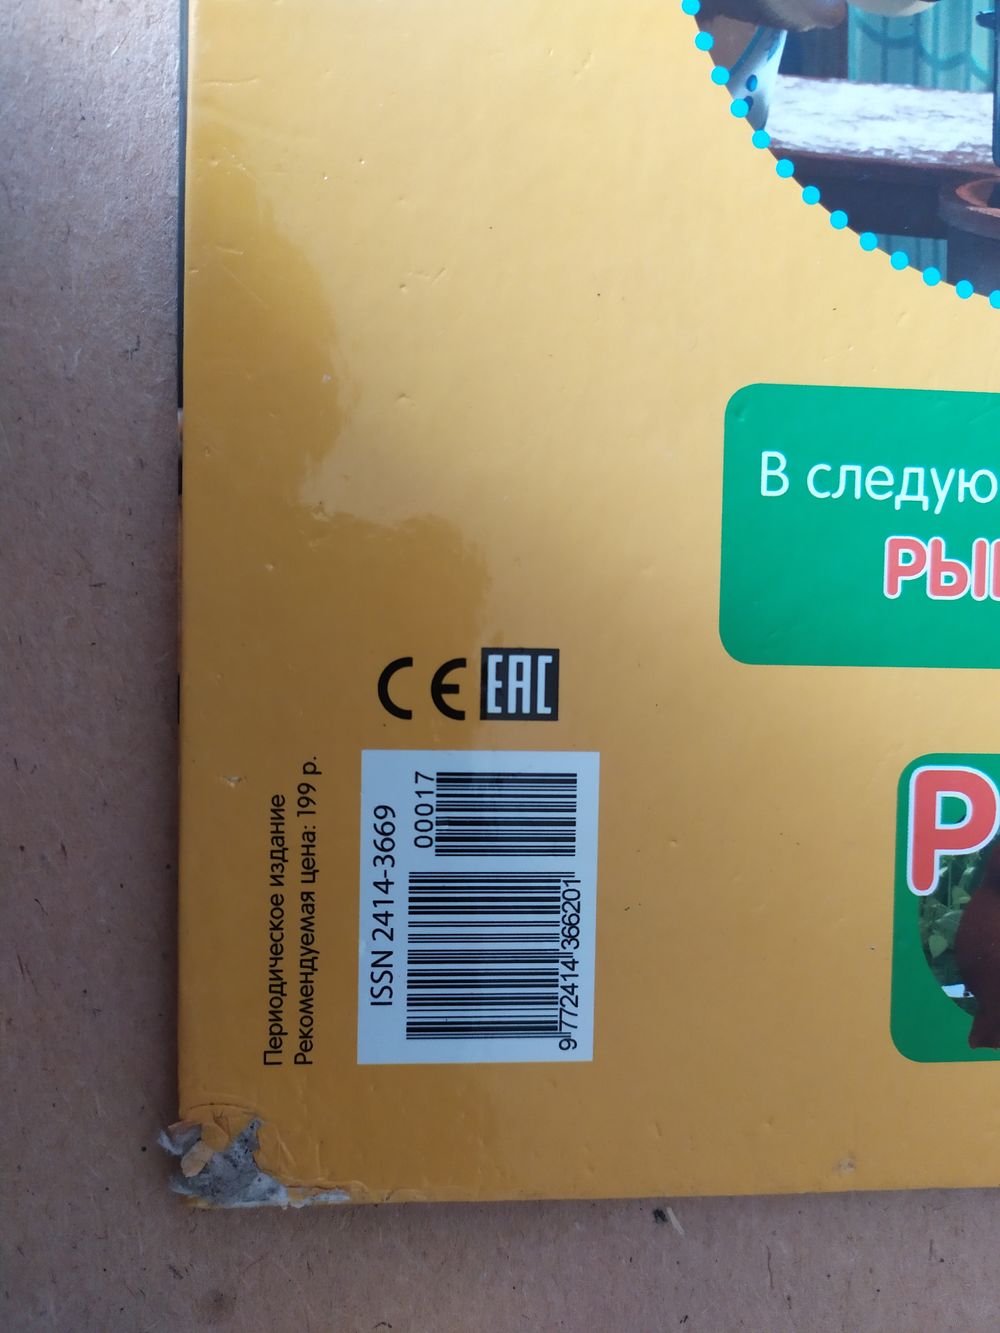 В следую
РЫ
CE EAC
Периодическое издание
Рекомендуемая цена: 199 р.
ISSN 2414-3669
00017
9 772414 366201
Р